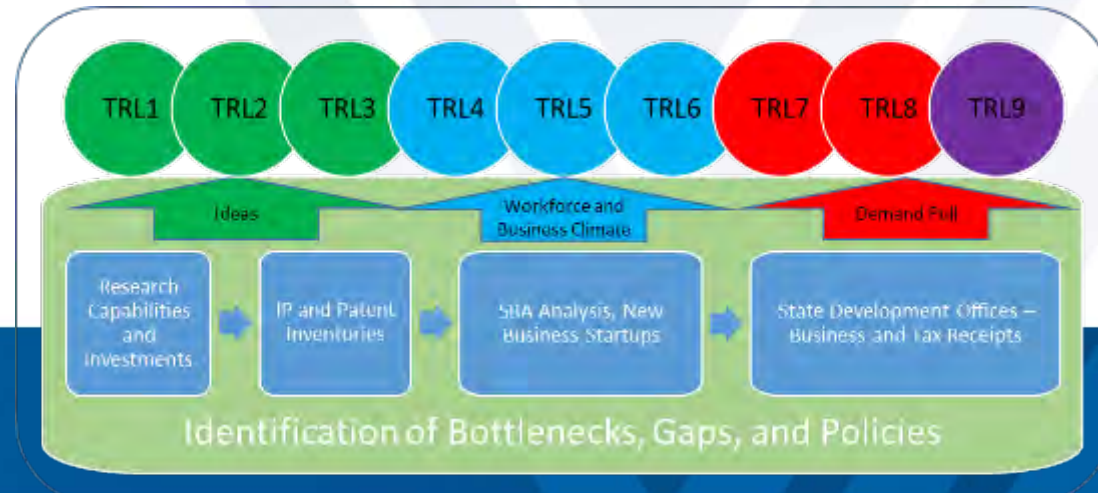 TRL1 TRL2 TRL3 TRL4 TRL5 TRL6 TRL7 TRL8 TRL9
Ideas
Workforce and
Business Climate
Demand Pull
Research
Capabilities
and
Investments
IP and Patent
Inventories
SBA Analysis, New
Business Startups
State Development Offices –
Business and Tax Receipts
Identification of Bottlenecks, Gaps, and Policies